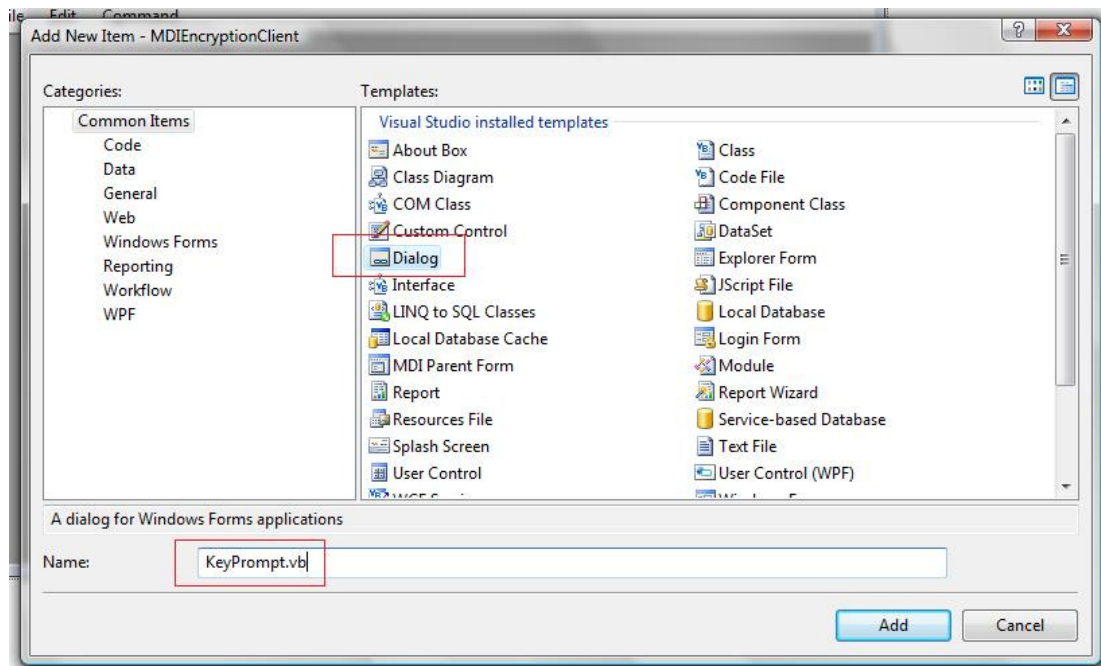 Edit Command
Add New Item - MDIEncryptionClient
Categories:
Templates:
Common Items
Code
Data
General
Web
Windows Forms
Reporting
Workflow
WPF
Visual Studio installed templates
About Box
Class
Class Diagram
Code File
COM Class
Component Class
Custom Control
DataSet
Dialog
Explorer Form
Interface
JScript File
LINQ to SQL Classes
Local Database
Local Database Cache
Login Form
MDI Parent Form
Module
Report
Report Wizard
Resources File
Service-based Database
Splash Screen
Text File
User Control
User Control (WPF)
A dialog for Windows Forms applications
Name:
KeyPrompt.vb
Add
Cancel